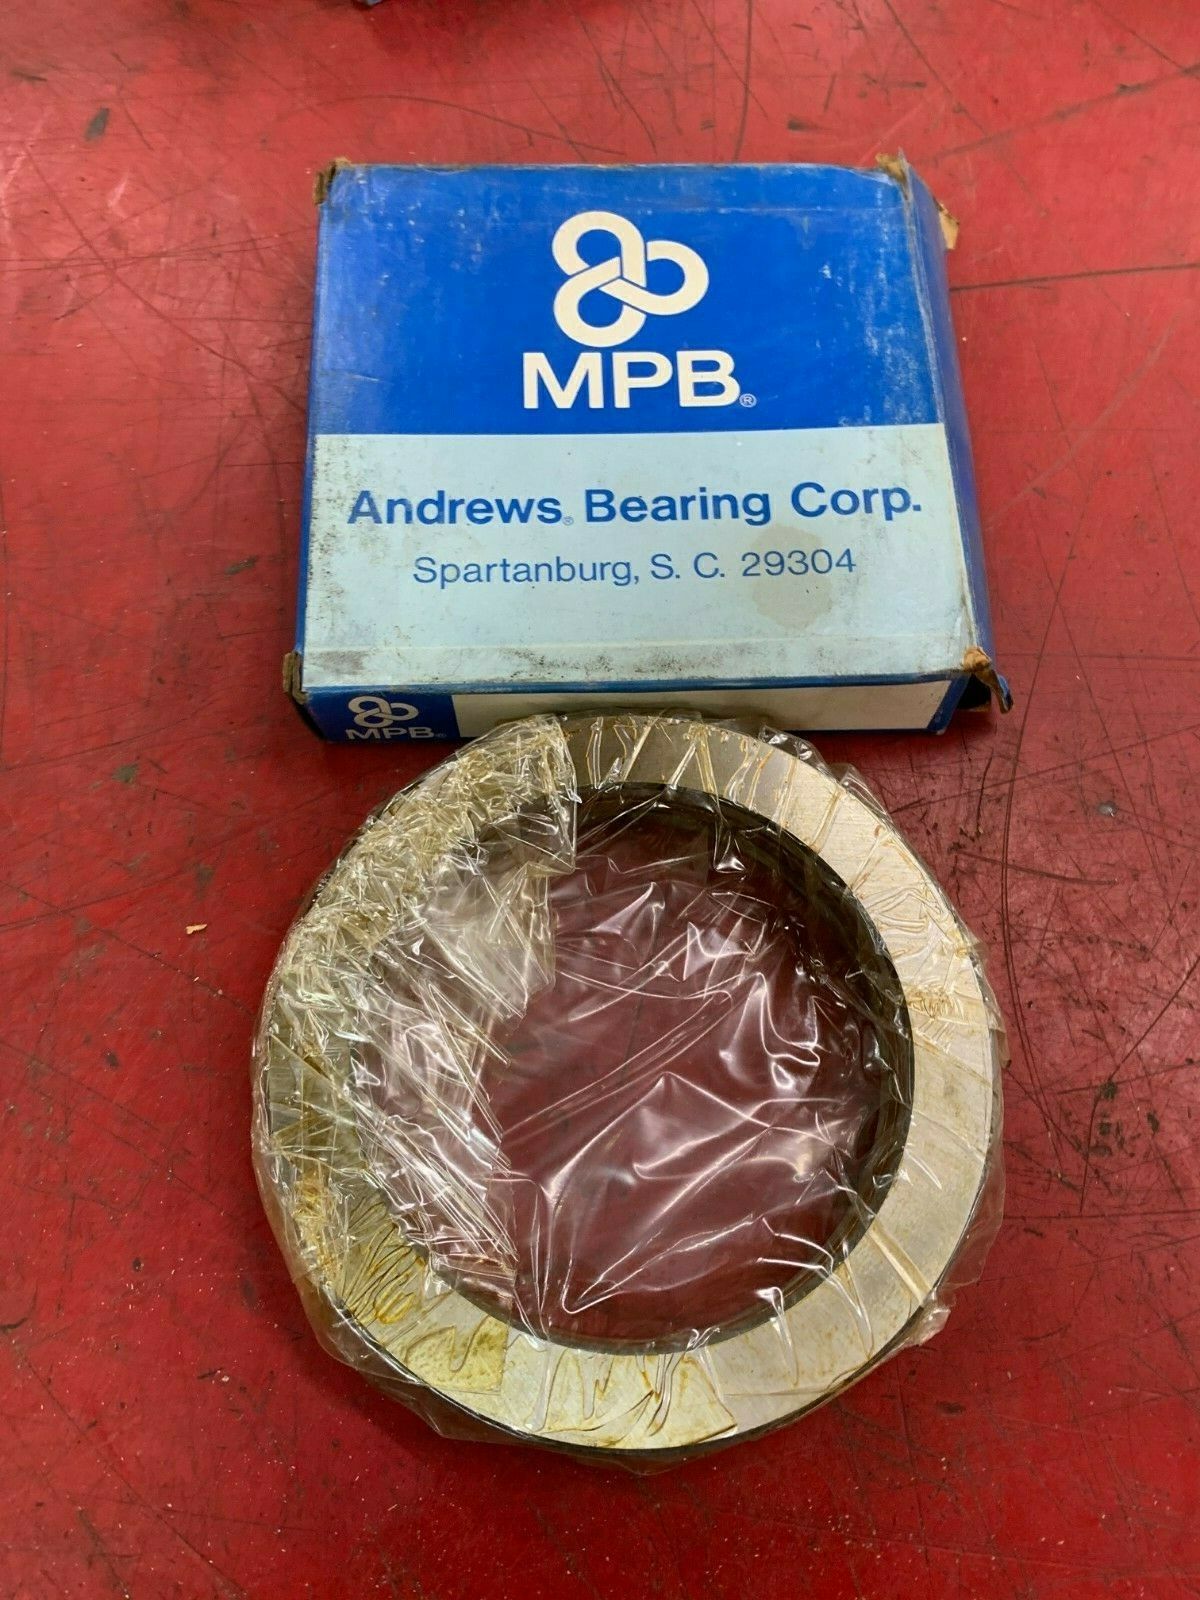 MPB®
Andrews® Bearing Corp.
Spartanburg, S. C. 29304
MPB®